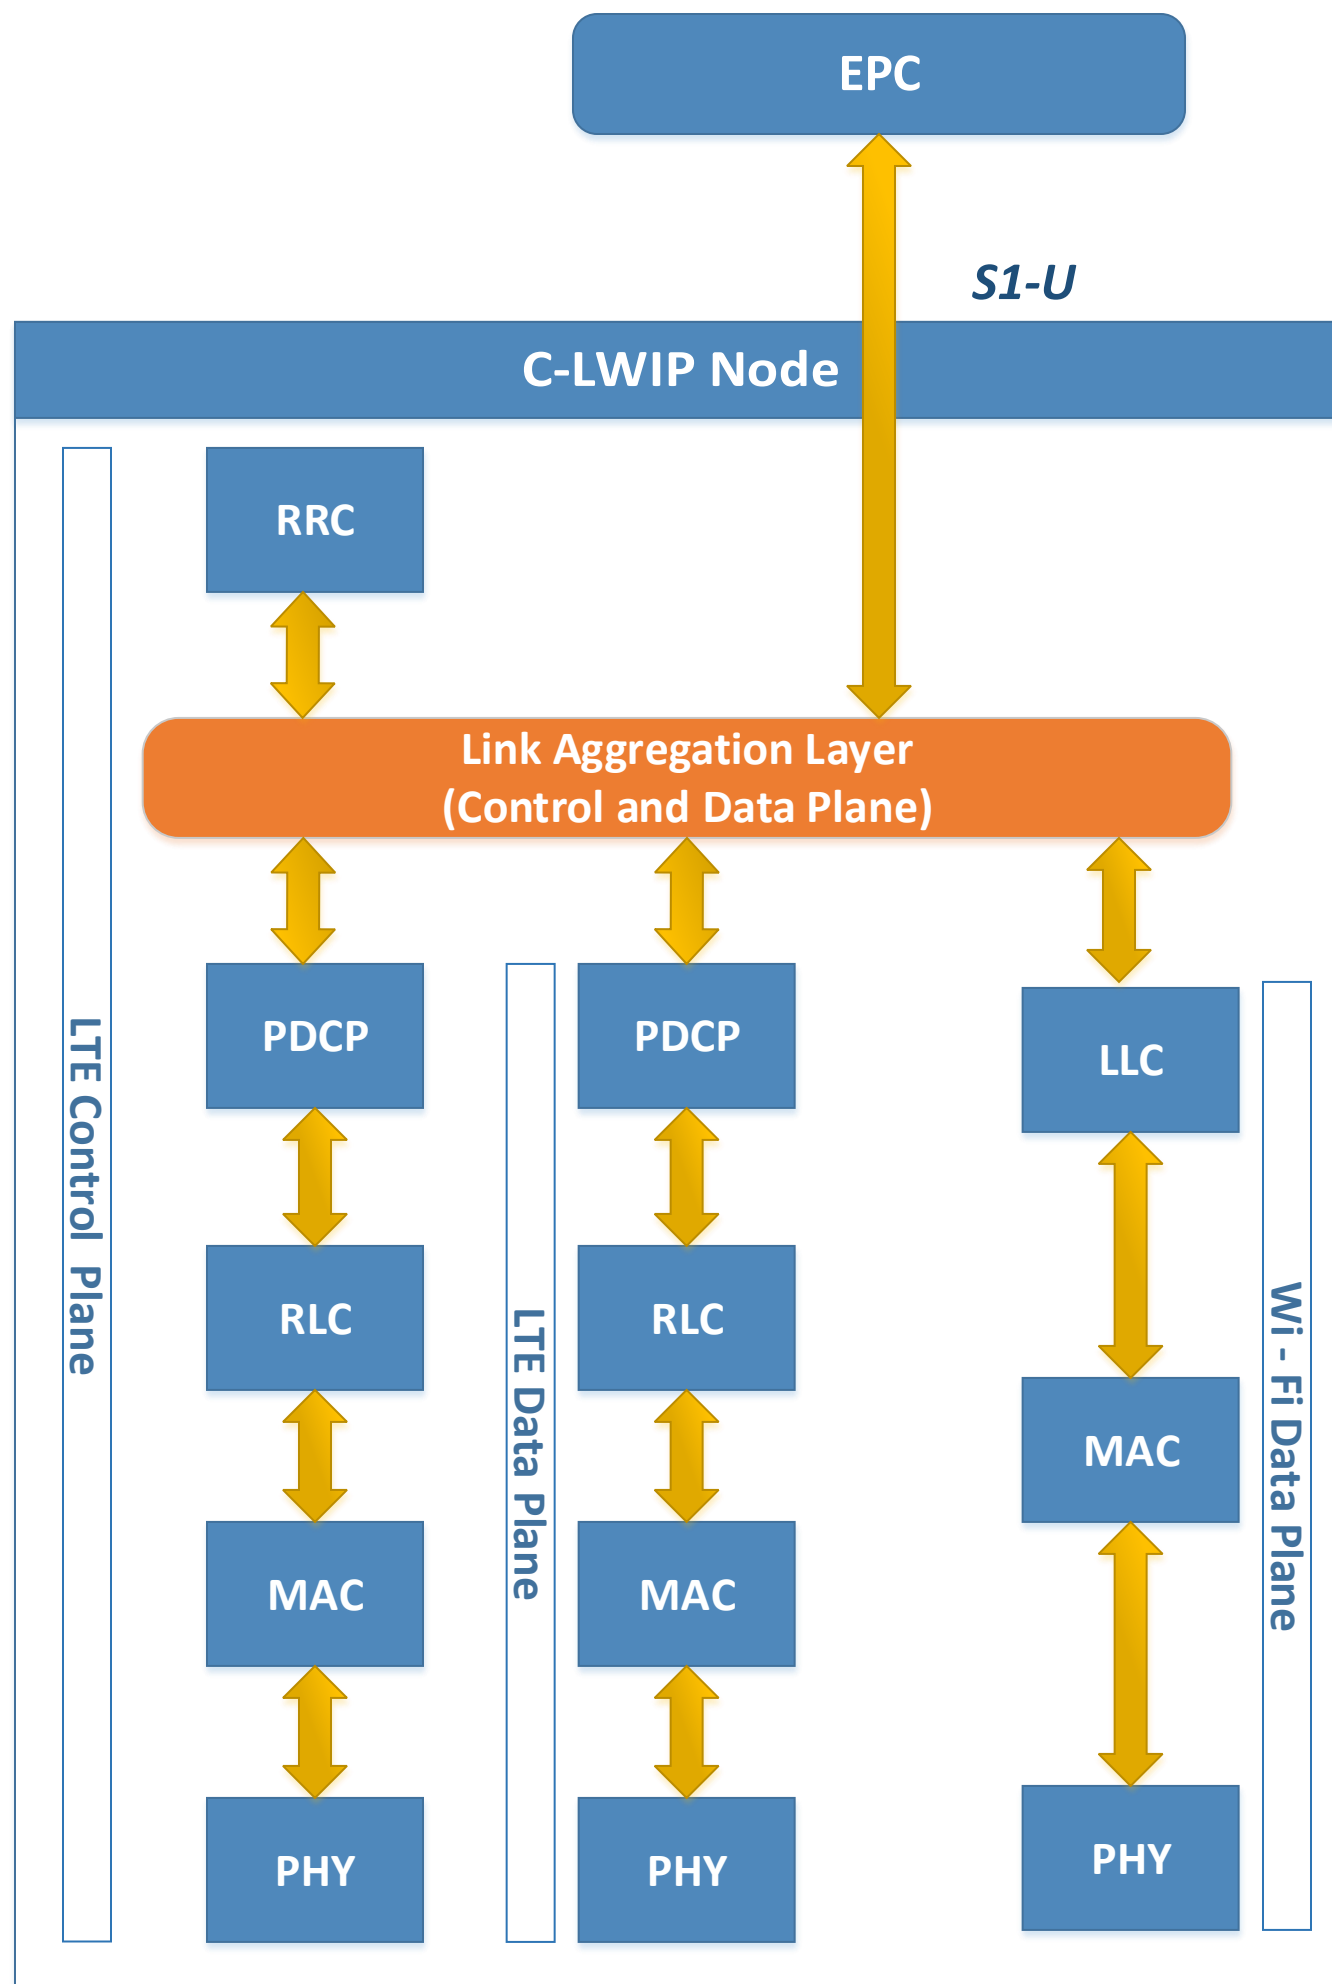 EPC
S1-U
C-LWIP Node
RRC
Link Aggregation Layer
(Control and Data Plane)
LTE Control Plane
PDCP
RLC
MAC
PHY
LTE Data Plane
PDCP
RLC
MAC
PHY
LLC
MAC
PHY
Wi - Fi Data Plane